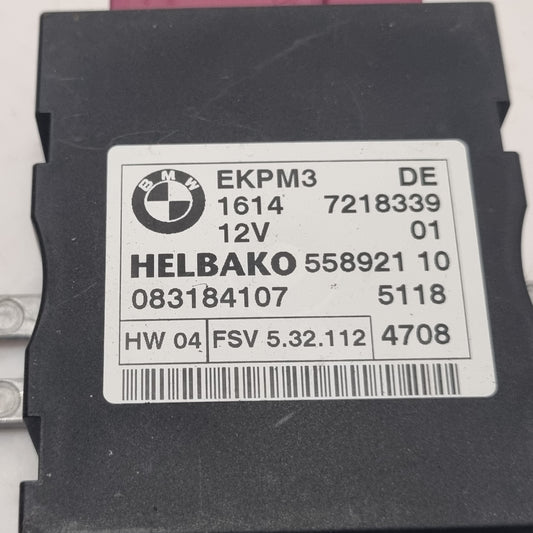 BMW
EKPM3 DE
1614 7218339
12V 01
HELBAKO 558921 10
083184107 5118
HW 04 FSV 5.32.112 4708